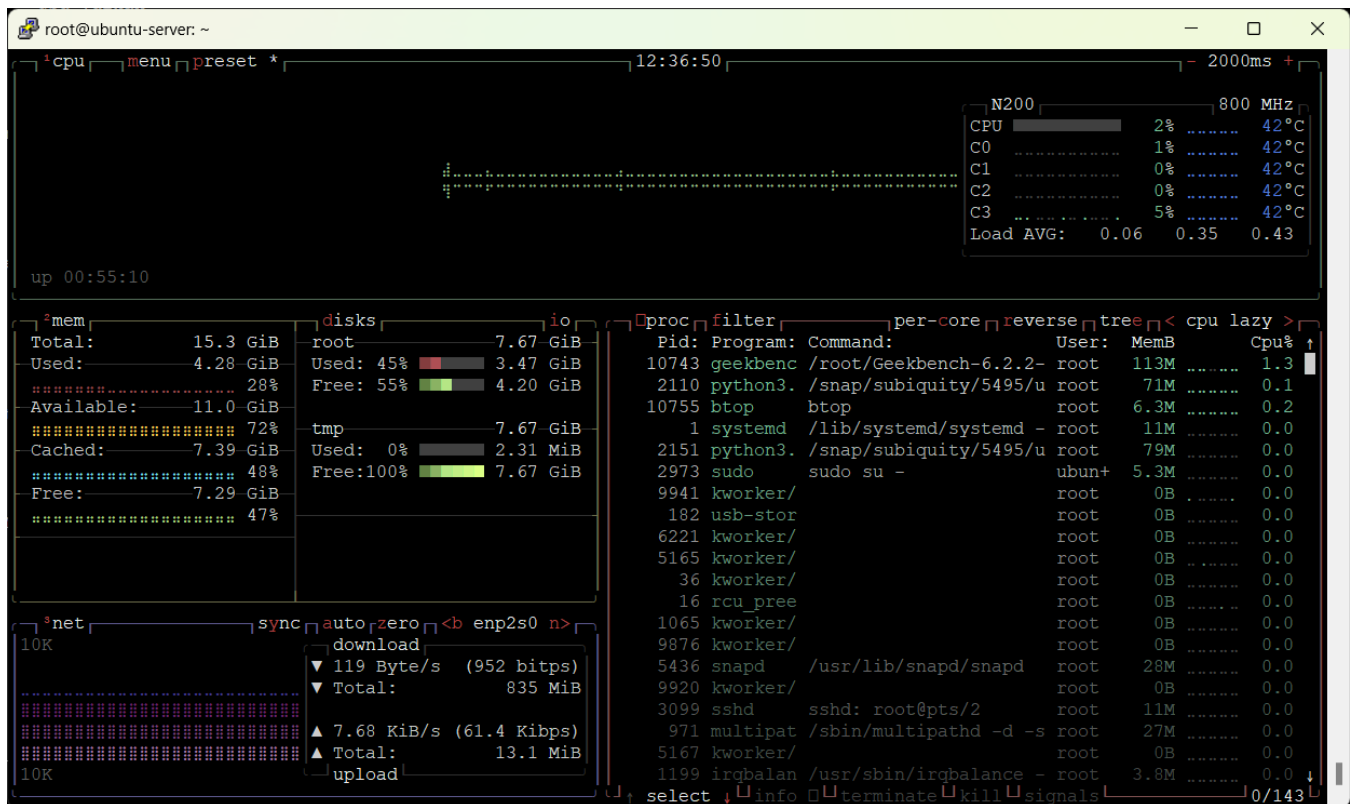 root@ubuntu-server: ~
¹cpu menu preset * 12:36:50 - 2000ms +
N200 800 MHz
CPU 2% 42°C
C0 1% 42°C
C1 0% 42°C
C2 0% 42°C
C3 5% 42°C
Load AVG: 0.06 0.35 0.43
up 00:55:10
²mem
Total: 15.3 GiB
Used: 4.28 GiB
28%
Available: 11.0 GiB
72%
Cached: 7.39 GiB
48%
Free: 7.29 GiB
47%
disks io
root 7.67 GiB
Used: 45% 3.47 GiB
Free: 55% 4.20 GiB
tmp 7.67 GiB
Used: 0% 2.31 MiB
Free:100% 7.67 GiB
³net sync auto zero <b enp2s0 n>
10K
download
▼ 119 Byte/s (952 bitps)
▼ Total: 835 MiB
▲ 7.68 KiB/s (61.4 Kibps)
▲ Total: 13.1 MiB
10K
upload
proc filter per-core reverse tree < cpu lazy >
Pid: Program: Command: User: MemB Cpu% ↑
10743 geekbenc /root/Geekbench-6.2.2- root 113M 1.3
2110 python3. /snap/subiquity/5495/u root 71M 0.1
10755 btop btop root 6.3M 0.2
1 systemd /lib/systemd/systemd - root 11M 0.0
2151 python3. /snap/subiquity/5495/u root 79M 0.0
2973 sudo sudo su - ubun+ 5.3M 0.0
9941 kworker/ root 0B 0.0
182 usb-stor root 0B 0.0
6221 kworker/ root 0B 0.0
5165 kworker/ root 0B 0.0
36 kworker/ root 0B 0.0
16 rcu_pree root 0B 0.0
1065 kworker/ root 0B 0.0
9876 kworker/ root 0B 0.0
5436 snapd /usr/lib/snapd/snapd root 28M 0.0
9920 kworker/ root 0B 0.0
3099 sshd sshd: root@pts/2 root 11M 0.0
971 multipat /sbin/multipathd -d -s root 27M 0.0
5167 kworker/ root 0B 0.0
1199 irqbalan /usr/sbin/irqbalance - root 3.8M 0.0 ↓
↑ select ↓ info terminate kill signals 0/143